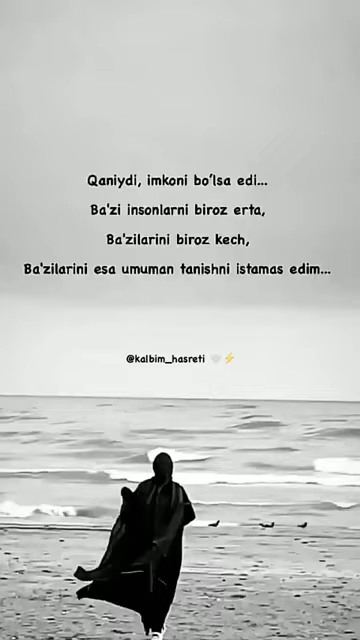 Qaniydi, imkoni bo'lsa edi...
Ba'zi insonlarni biroz erta,
Ba'zilarini biroz kech,
Ba'zilarini esa umuman tanishni istamas edim...
@kalbim_hasreti 🤍⚡